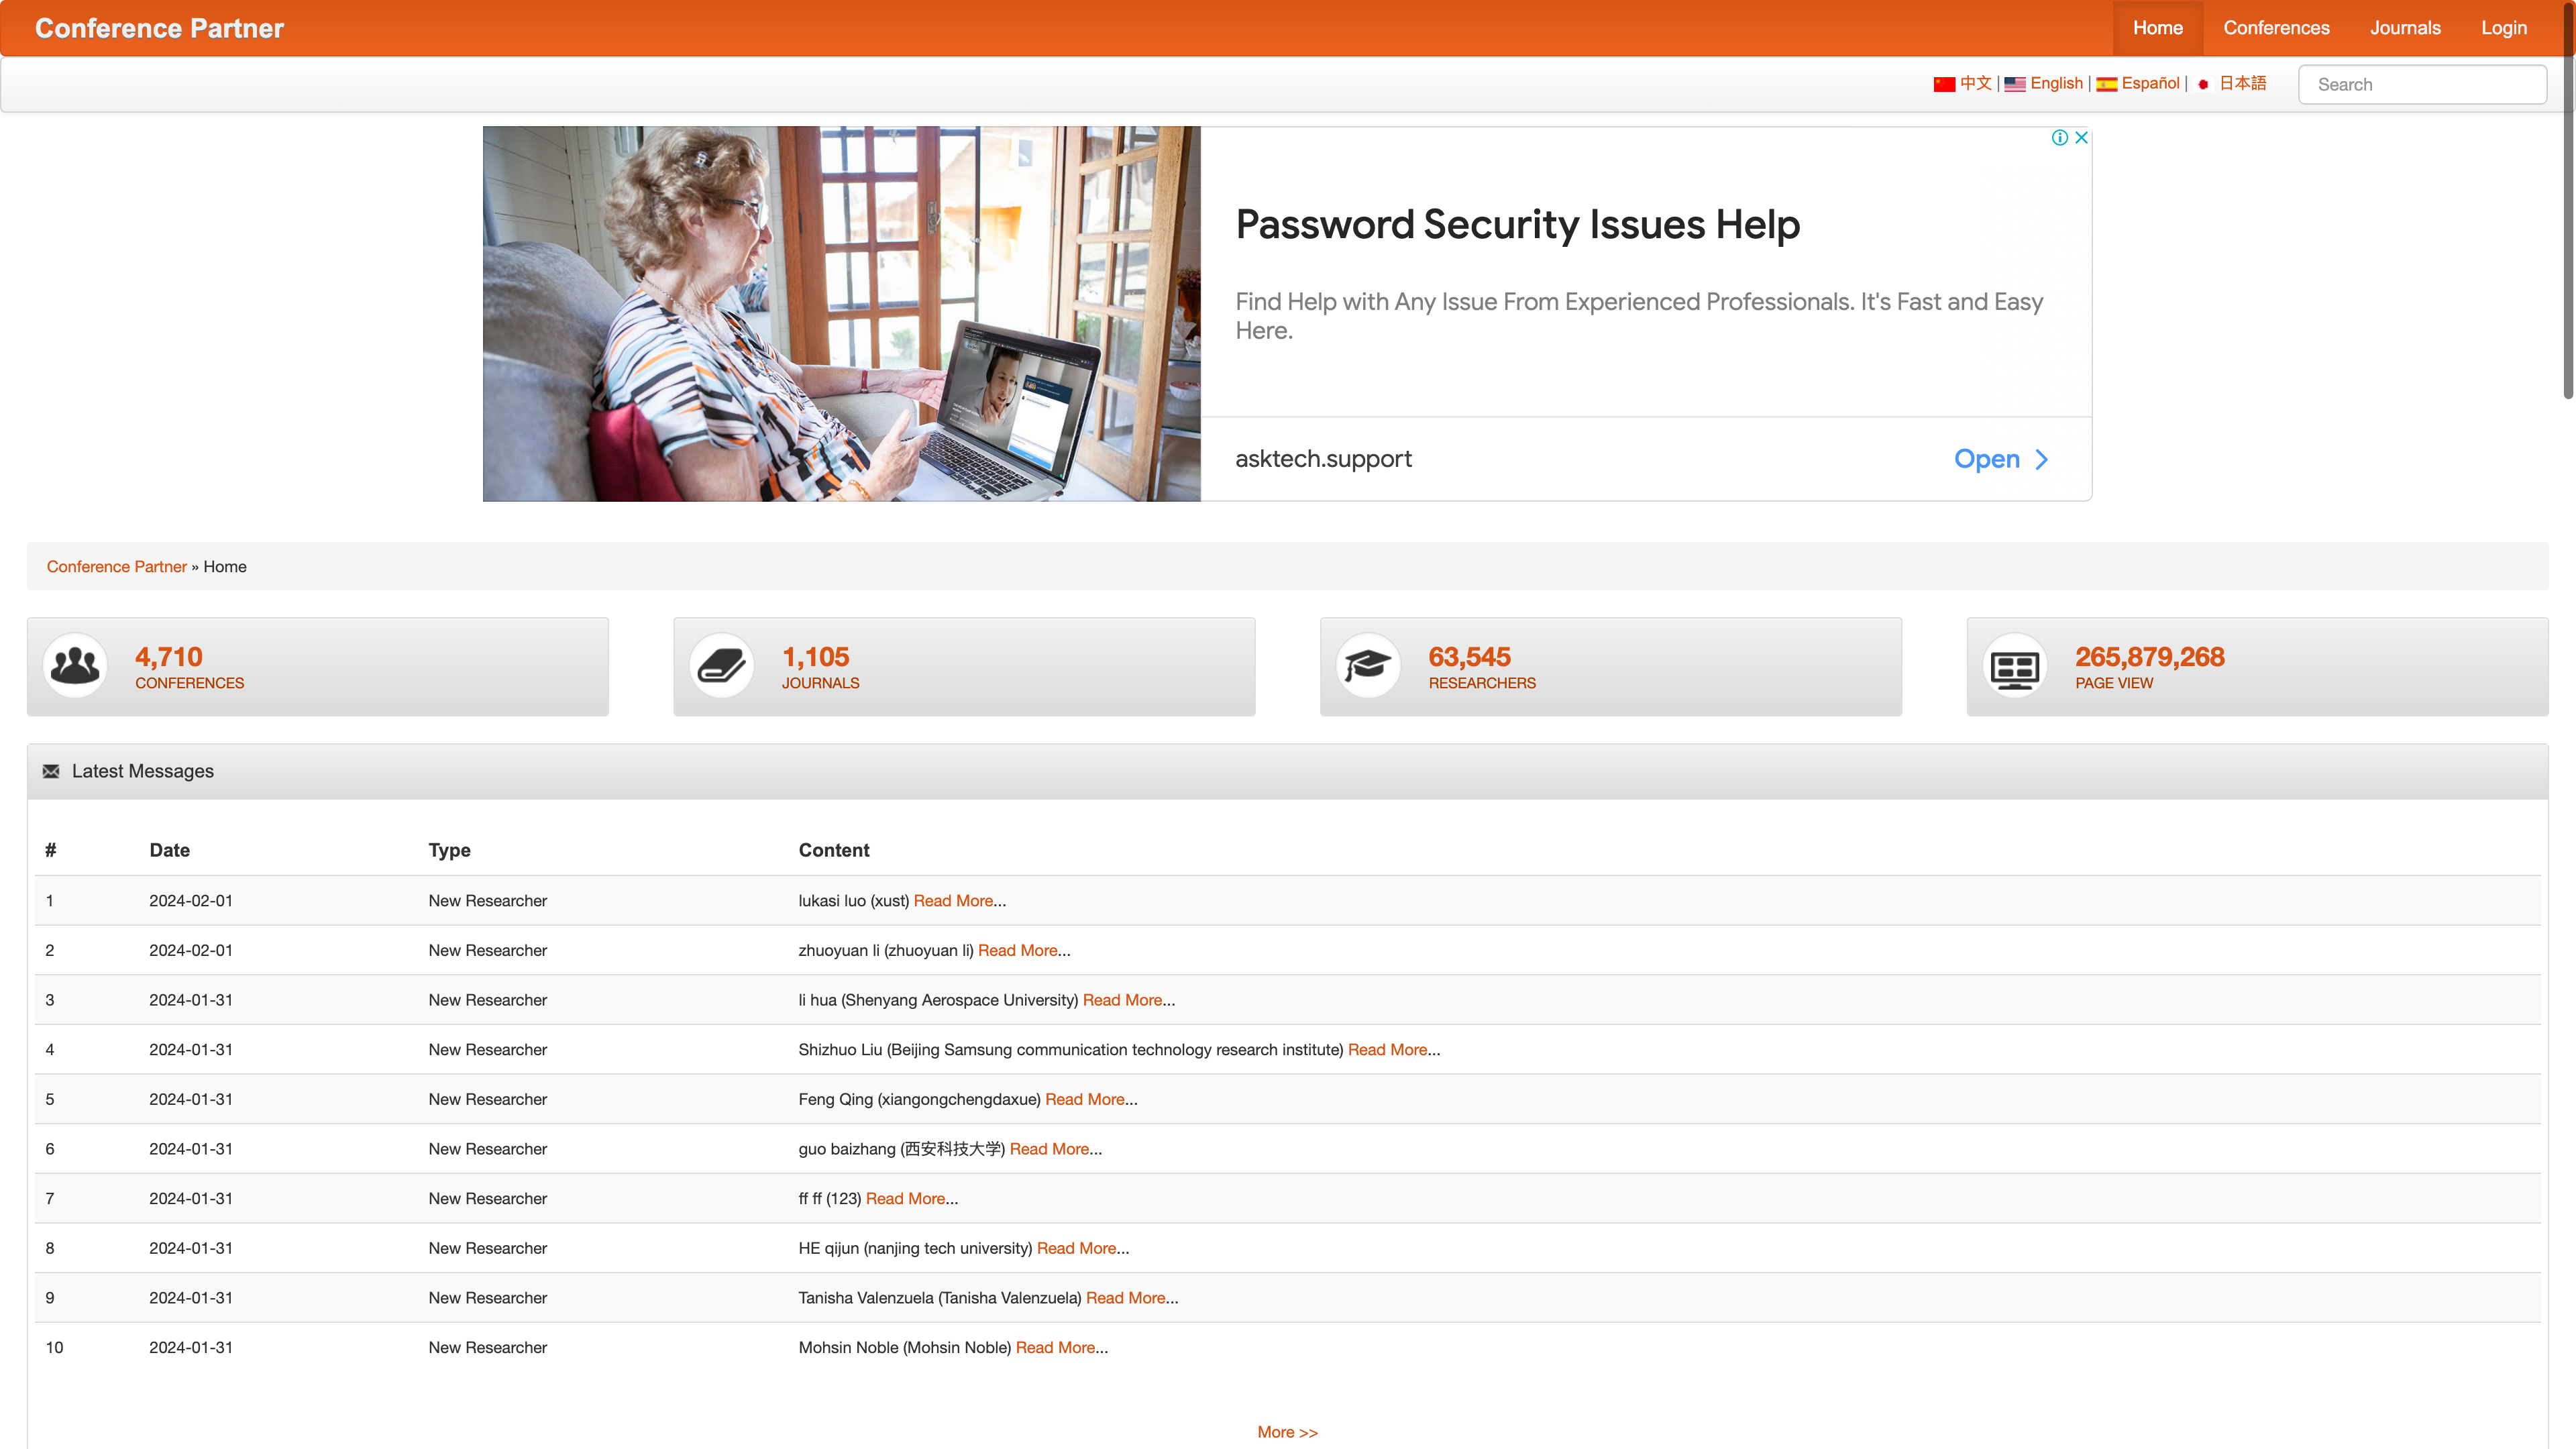 Conference Partner
Home Conferences Journals Login
中文 | English | Español | 日本語 Search
Password Security Issues Help
Find Help with Any Issue From Experienced Professionals. It's Fast and Easy
Here.
asktech.support Open
Conference Partner » Home
4,710
CONFERENCES
1,105
JOURNALS
63,545
RESEARCHERS
265,879,268
PAGE VIEW
Latest Messages
# Date Type Content
1 2024-02-01 New Researcher lukasi luo (xust) Read More...
2 2024-02-01 New Researcher zhuoyuan li (zhuoyuan li) Read More...
3 2024-01-31 New Researcher li hua (Shenyang Aerospace University) Read More...
4 2024-01-31 New Researcher Shizhuo Liu (Beijing Samsung communication technology research institute) Read More...
5 2024-01-31 New Researcher Feng Qing (xiangongchengdaxue) Read More...
6 2024-01-31 New Researcher guo baizhang (西安科技大学) Read More...
7 2024-01-31 New Researcher ff ff (123) Read More...
8 2024-01-31 New Researcher HE qijun (nanjing tech university) Read More...
9 2024-01-31 New Researcher Tanisha Valenzuela (Tanisha Valenzuela) Read More...
10 2024-01-31 New Researcher Mohsin Noble (Mohsin Noble) Read More...
More >>